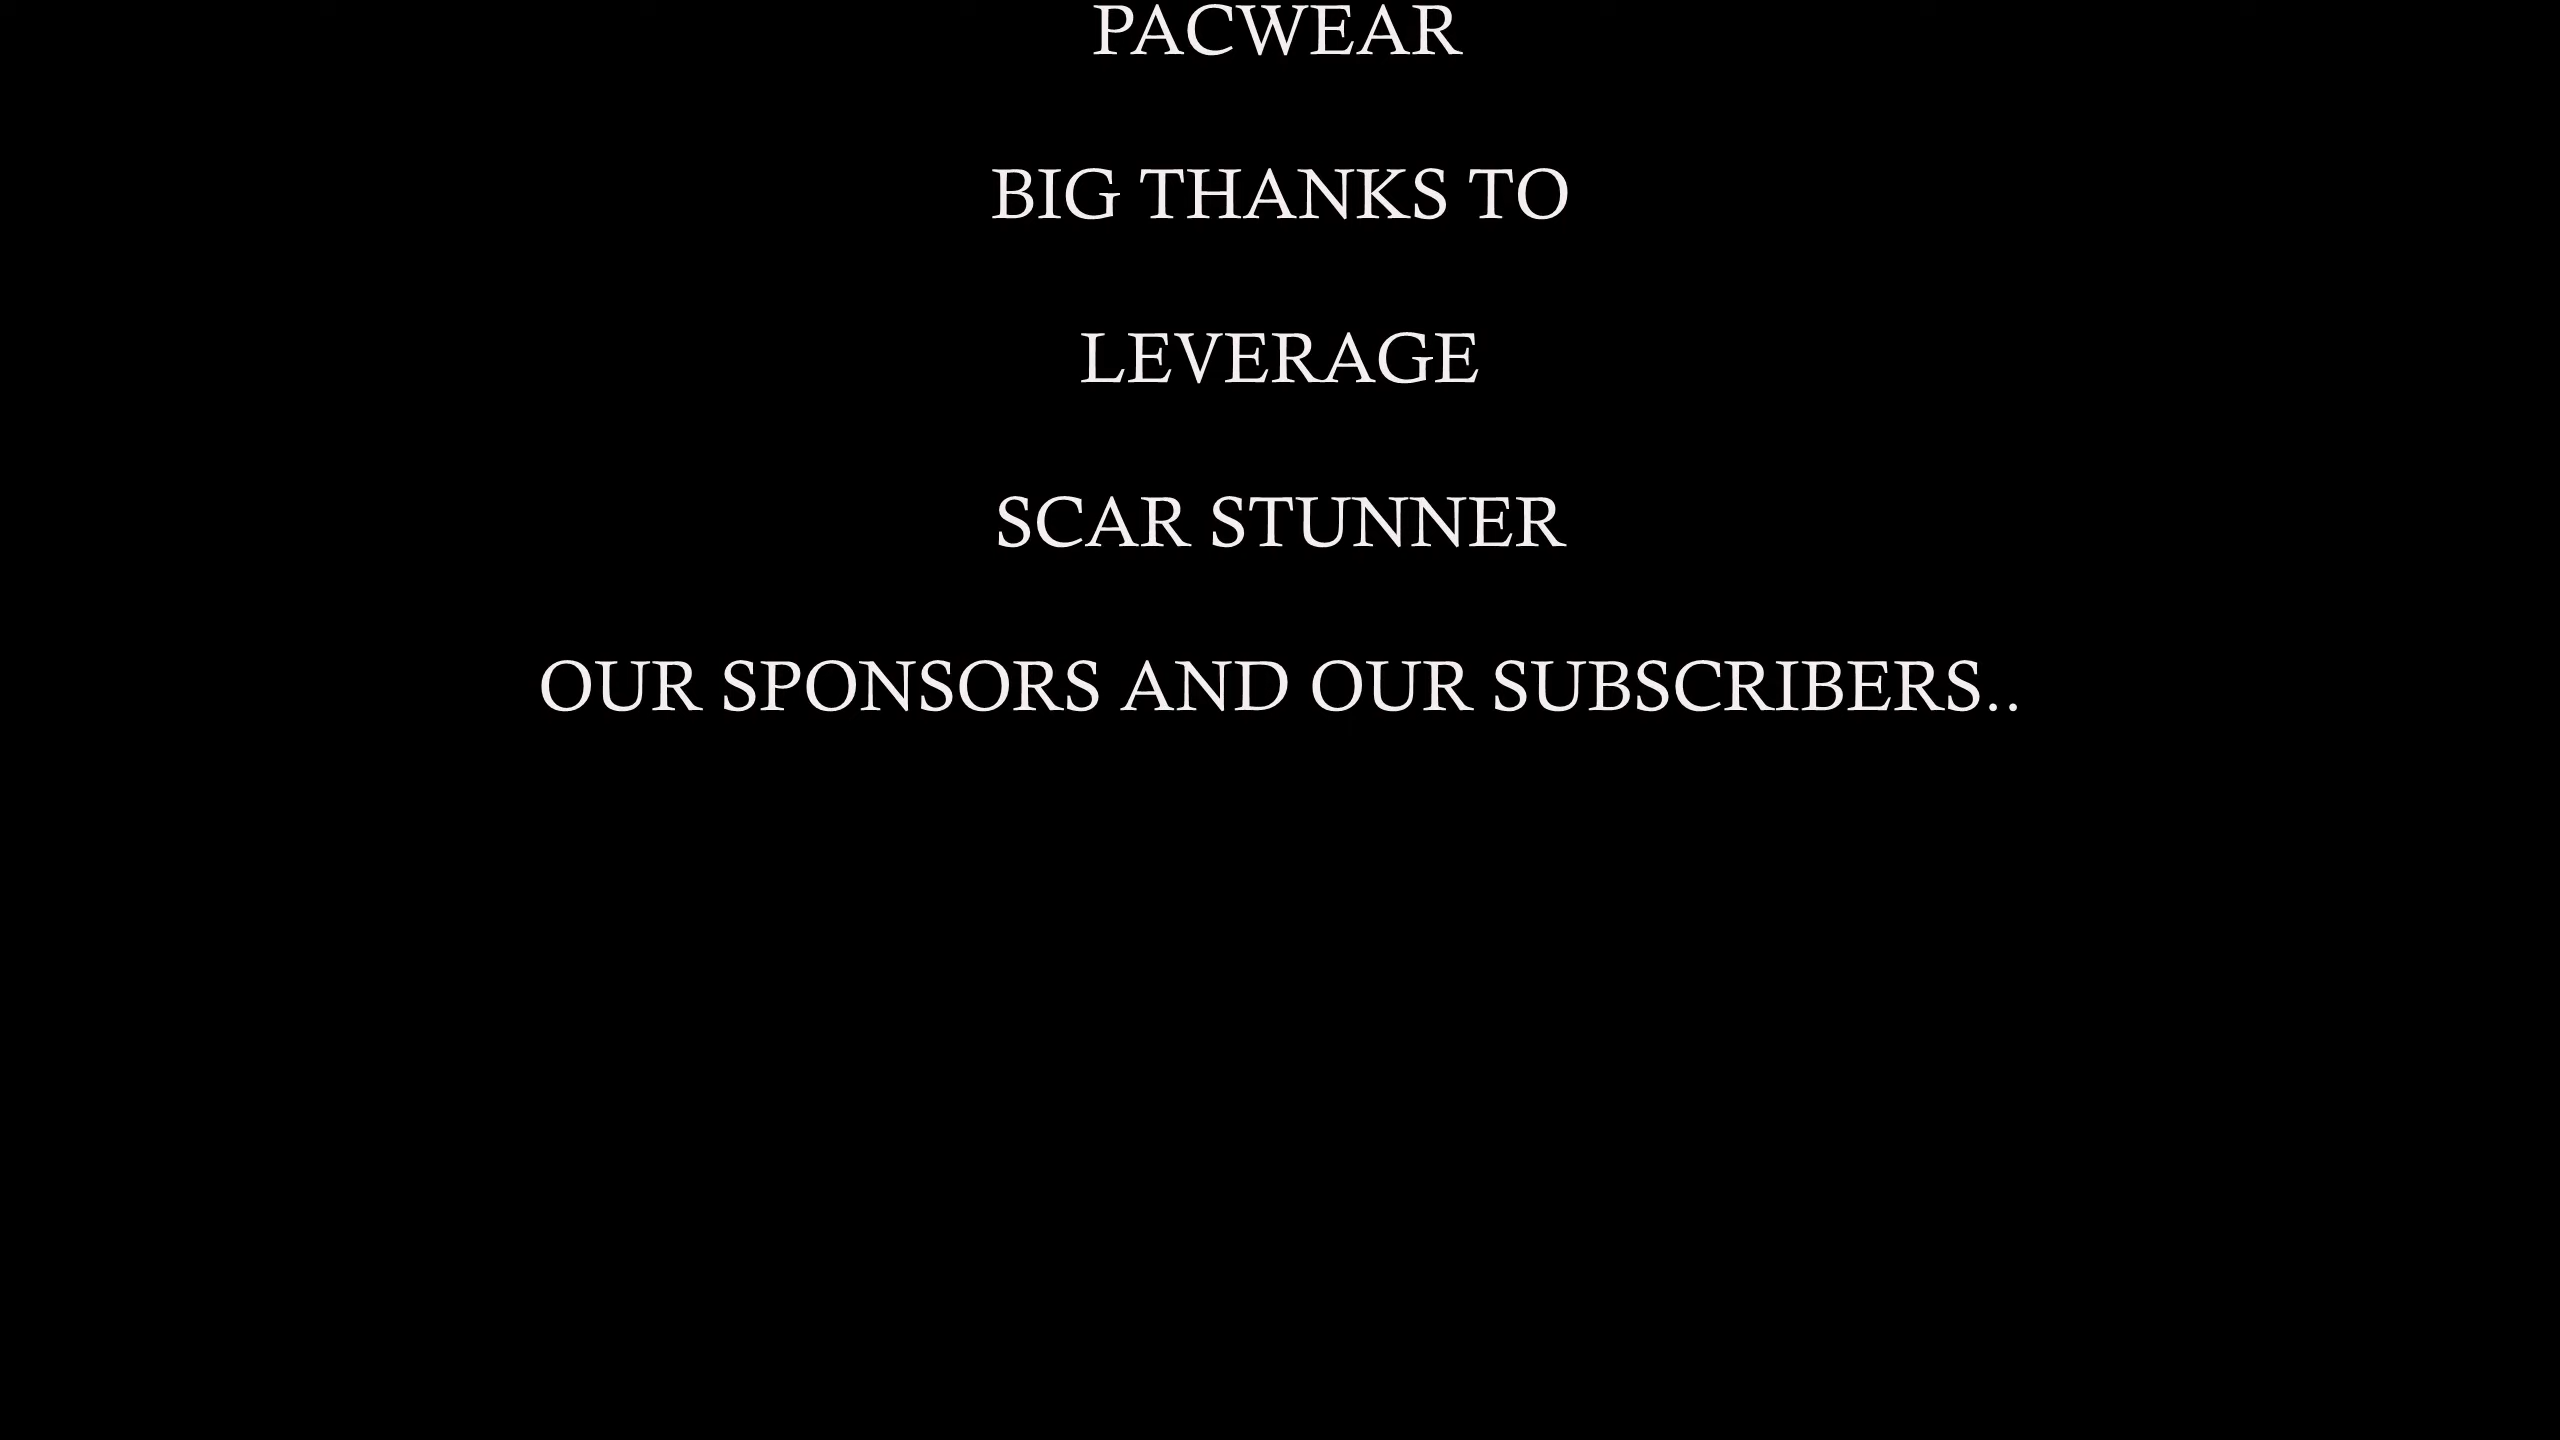 PACWEAR
BIG THANKS TO
LEVERAGE
SCAR STUNNER
OUR SPONSORS AND OUR SUBSCRIBERS..